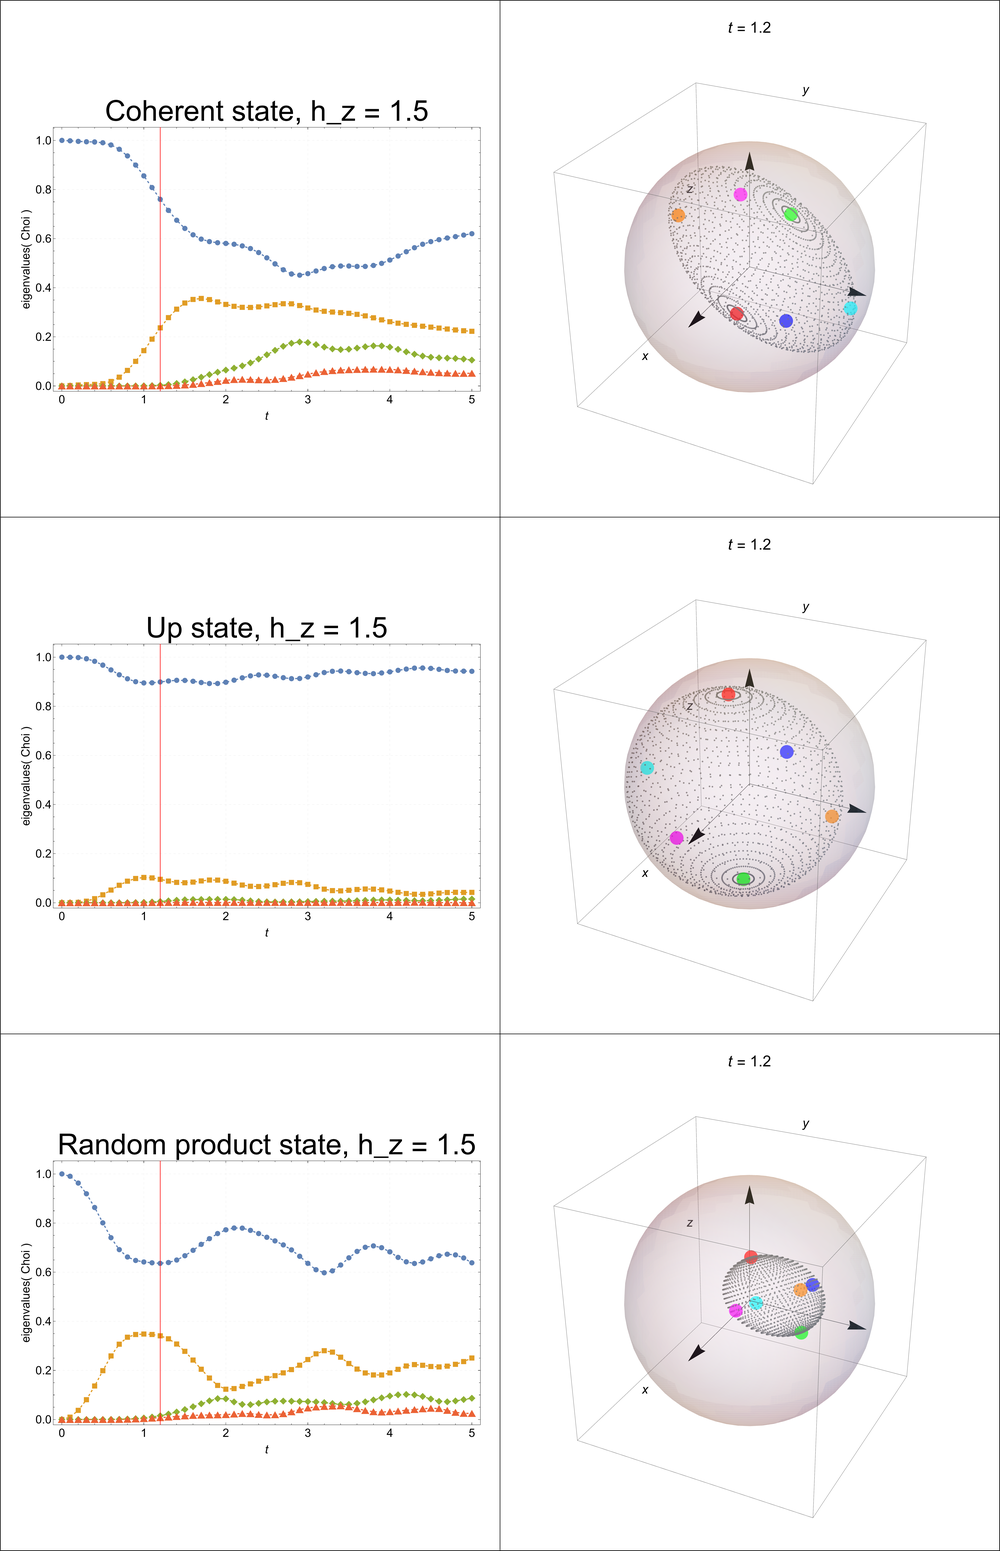 Coherent state, h_z = 1.5
eigenvalues( Choi )
1.0
0.8
0.6
0.4
0.2
0.0
0 1 2 3 4 5
t
t = 1.2
y
z
x
Up state, h_z = 1.5
eigenvalues( Choi )
1.0
0.8
0.6
0.4
0.2
0.0
0 1 2 3 4 5
t
t = 1.2
y
z
x
Random product state, h_z = 1.5
eigenvalues( Choi )
1.0
0.8
0.6
0.4
0.2
0.0
0 1 2 3 4 5
t
t = 1.2
y
z
x